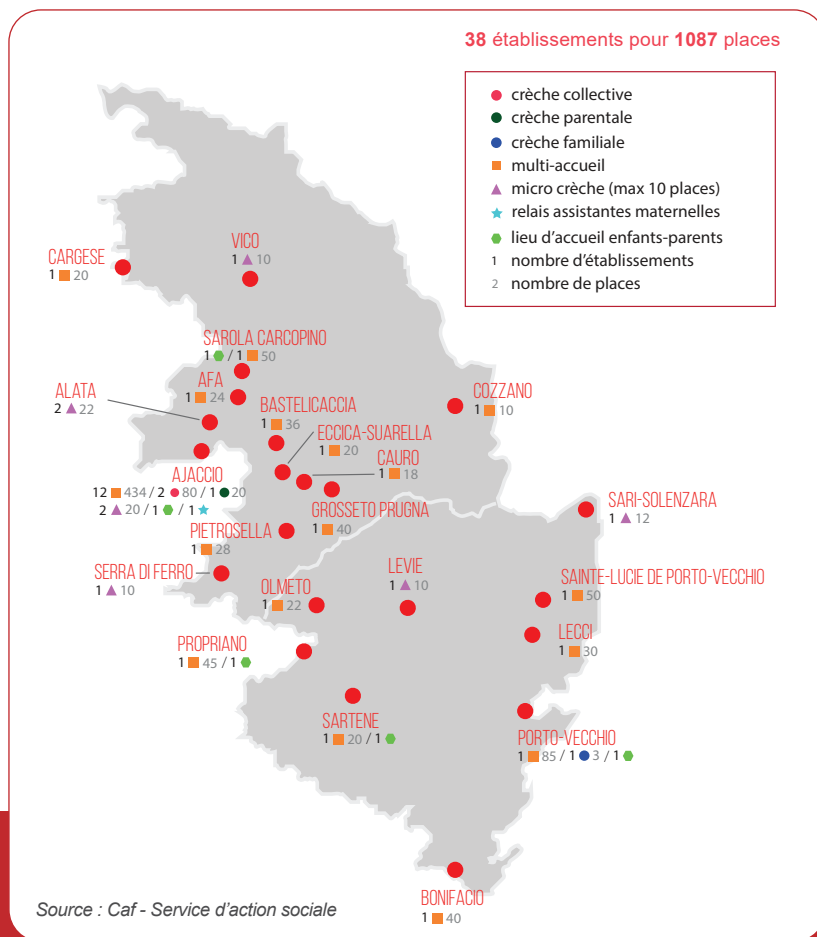 38 établissements pour 1087 places
crèche collective
crèche parentale
crèche familiale
multi-accueil
micro crèche (max 10 places)
relais assistantes maternelles
lieu d'accueil enfants-parents
1 nombre d'établissements
2 nombre de places
VICO
1 10
CARGESE
1 20
SAROLA CARCOPINO
1 / 1 50
AFA
1 24
ALATA
2 22
BASTELICACCIA
1 36
ECCICA-SUARELLA
1 20
CAURO
1 18
COZZANO
1 10
AJACCIO
12 434 / 2 80 / 1 20
2 20 / 1 / 1
GROSSETO PRUGNA
1 40
SARI-SOLENZARA
1 12
PIETROSELLA
1 28
SERRA DI FERRO
1 10
OLMETO
1 22
LEVIE
1 10
SAINTE-LUCIE DE PORTO-VECCHIO
1 50
LECCI
1 30
PROPRIANO
1 45 / 1
SARTENE
1 20 / 1
PORTO-VECCHIO
1 85 / 1 3 / 1
BONIFACIO
1 40
Source : Caf - Service d'action sociale